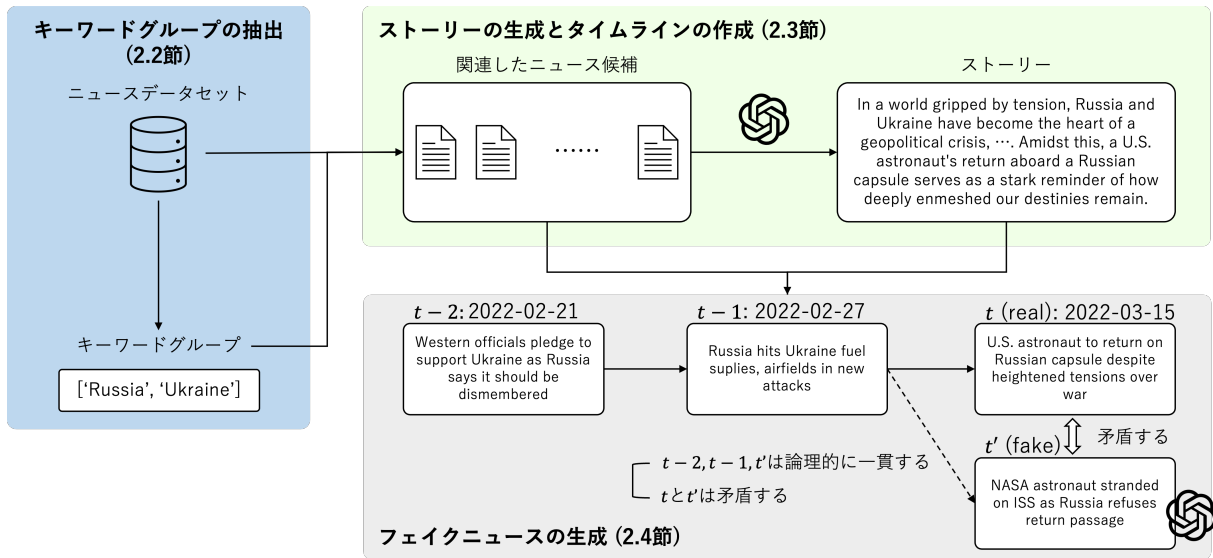 キーワードグループの抽出
(2.2節)
ニュースデータセット
キーワードグループ
[‘Russia’, ‘Ukraine’]
ストーリーの生成とタイムラインの作成 (2.3節)
関連したニュース候補
……
ストーリー
In a world gripped by tension, Russia and
Ukraine have become the heart of a
geopolitical crisis, …. Amidst this, a U.S.
astronaut's return aboard a Russian
capsule serves as a stark reminder of how
deeply enmeshed our destinies remain.
t − 2: 2022-02-21
Western officials pledge to
support Ukraine as Russia
says it should be
dismembered
t − 1: 2022-02-27
Russia hits Ukraine fuel
suplies, airfields in new
attacks
t (real): 2022-03-15
U.S. astronaut to return on
Russian capsule despite
heightened tensions over
war
矛盾する
t′ (fake)
NASA astronaut stranded
on ISS as Russia refuses
return passage
t − 2, t − 1, t′は論理的に一貫する
tとt′は矛盾する
フェイクニュースの生成 (2.4節)